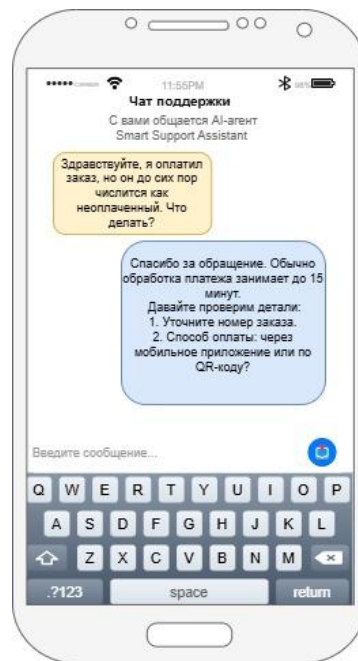 11:55PM
Чат поддержки
С вами общается AI-агент
Smart Support Assistant
Здравствуйте, я оплатил
заказ, но он до сих пор
числится как
неоплаченный. Что
делать?
Спасибо за обращение. Обычно
обработка платежа занимает до 15
минут.
Давайте проверим детали:
1. Уточните номер заказа.
2. Способ оплаты: через
мобильное приложение или по
QR-коду?
Введите сообщение...
Q W E R T Y U I O P
A S D F G H J K L
Z X C V B N M
.?123 space return